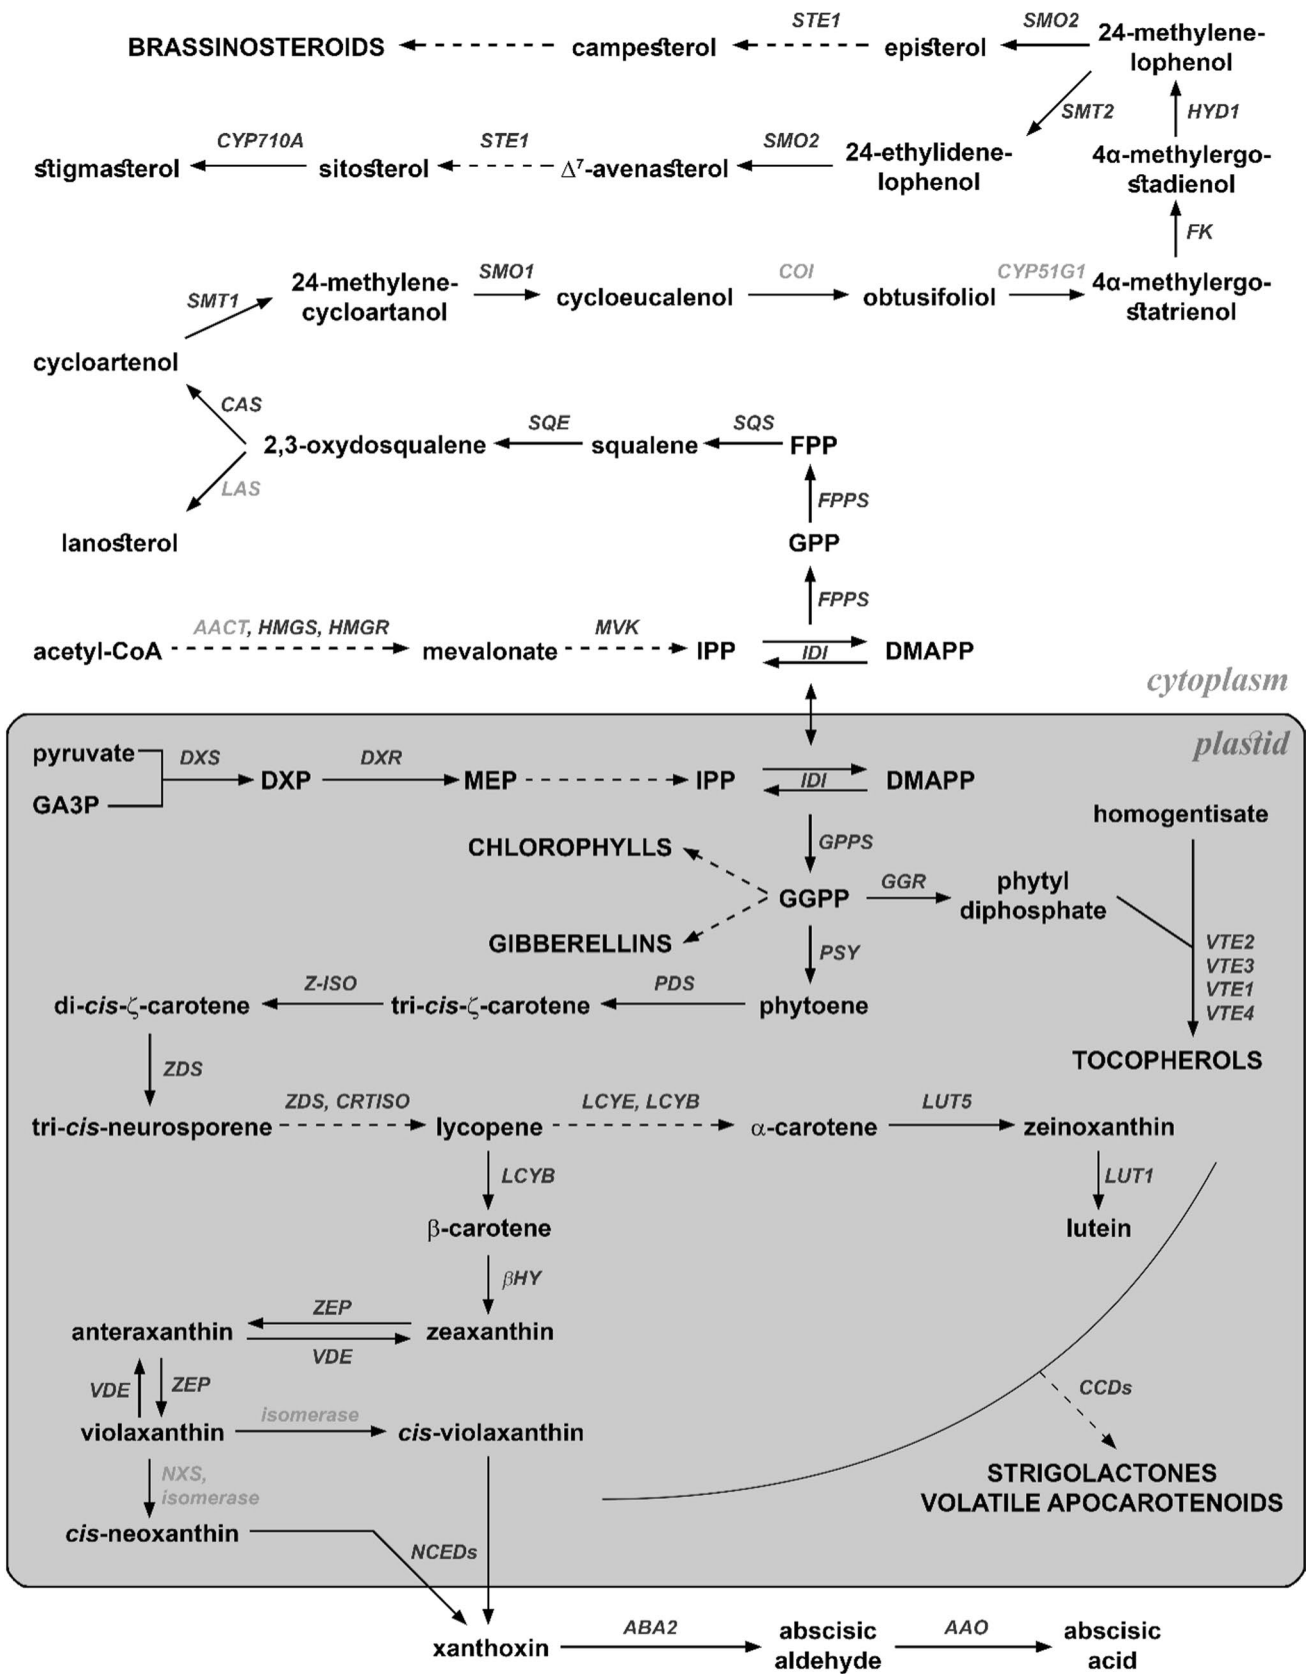 BRASSINOSTEROIDS
campesterol
STE1
episterol
SMO2
24-methylene-
lophenol
SMT2
HYD1
stigmasterol
CYP710A
sitosterol
STE1
Δ⁷-avenasterol
SMO2
24-ethylidene-
lophenol
4α-methylergo-
stadienol
FK
SMT1
24-methylene-
cycloartanol
SMO1
cycloeucalenol
COI
obtusifoliol
CYP51G1
4α-methylergo-
statrienol
cycloartenol
CAS
2,3-oxydosqualene
SQE
squalene
SQS
FPP
LAS
FPPS
lanosterol
GPP
FPPS
acetyl-CoA
AACT, HMGS, HMGR
mevalonate
MVK
IPP
IDI
DMAPP
cytoplasm
plastid
pyruvate
GA3P
DXS
DXP
DXR
MEP
IPP
IDI
DMAPP
homogentisate
GPPS
CHLOROPHYLLS
GGPP
GGR
phytyl
diphosphate
GIBBERELLINS
PSY
VTE2
VTE3
VTE1
VTE4
di-cis-ζ-carotene
Z-ISO
tri-cis-ζ-carotene
PDS
phytoene
TOCOPHEROLS
ZDS
tri-cis-neurosporene
ZDS, CRTISO
lycopene
LCYE, LCYB
α-carotene
LUT5
zeinoxanthin
LCYB
LUT1
β-carotene
lutein
βHY
anteraxanthin
ZEP
VDE
zeaxanthin
VDE
ZEP
CCDs
violaxanthin
isomerase
cis-violaxanthin
NXS,
isomerase
STRIGOLACTONES
VOLATILE APOCAROTENOIDS
cis-neoxanthin
NCEDs
xanthoxin
ABA2
abscisic
aldehyde
AAO
abscisic
acid